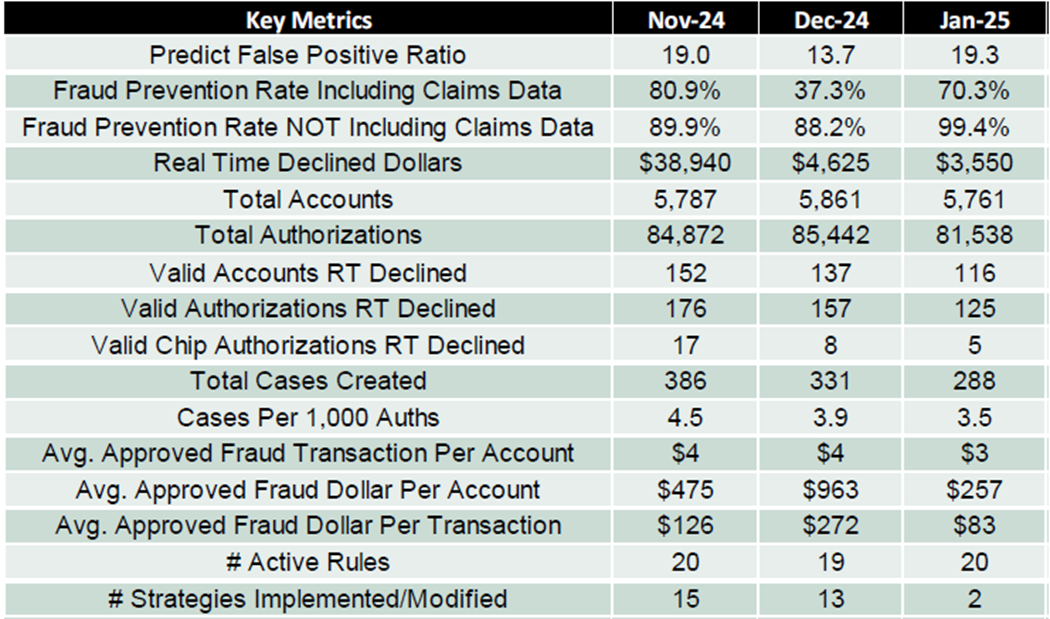 Key Metrics Nov-24 Dec-24 Jan-25
Predict False Positive Ratio 19.0 13.7 19.3
Fraud Prevention Rate Including Claims Data 80.9% 37.3% 70.3%
Fraud Prevention Rate NOT Including Claims Data 89.9% 88.2% 99.4%
Real Time Declined Dollars $38,940 $4,625 $3,550
Total Accounts 5,787 5,861 5,761
Total Authorizations 84,872 85,442 81,538
Valid Accounts RT Declined 152 137 116
Valid Authorizations RT Declined 176 157 125
Valid Chip Authorizations RT Declined 17 8 5
Total Cases Created 386 331 288
Cases Per 1,000 Auths 4.5 3.9 3.5
Avg. Approved Fraud Transaction Per Account $4 $4 $3
Avg. Approved Fraud Dollar Per Account $475 $963 $257
Avg. Approved Fraud Dollar Per Transaction $126 $272 $83
# Active Rules 20 19 20
# Strategies Implemented/Modified 15 13 2